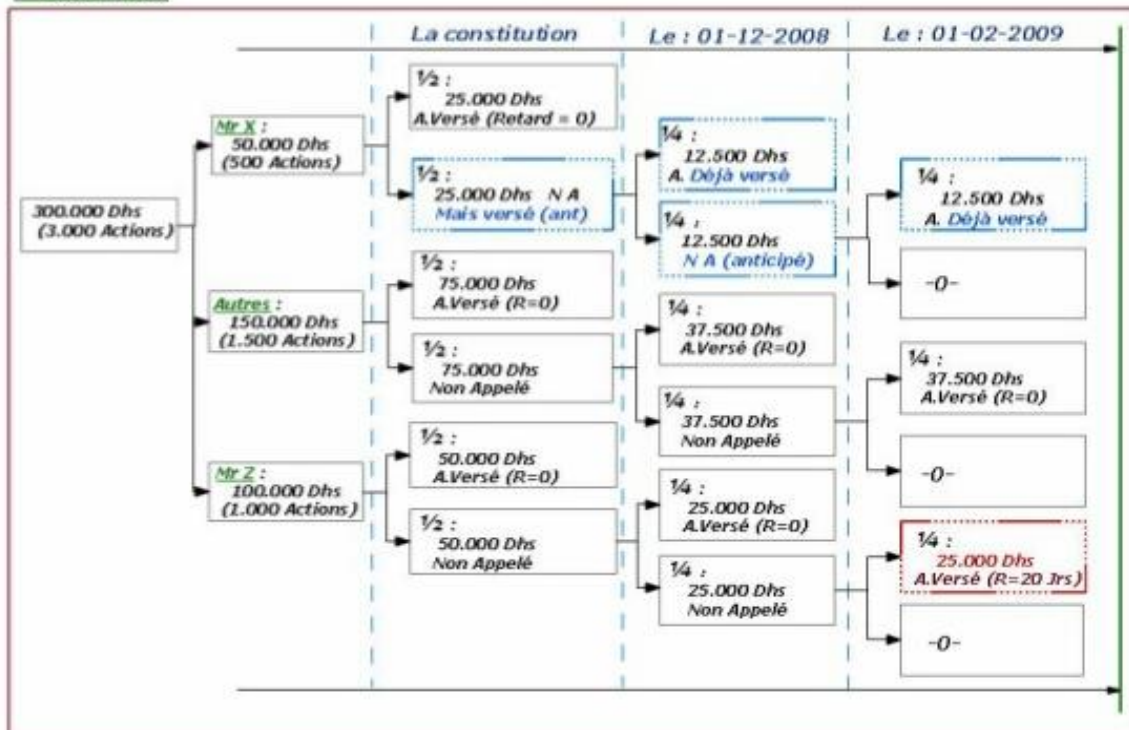 La constitution
Le : 01-12-2008
Le : 01-02-2009
300.000 Dhs
(3.000 Actions)
Mr X :
50.000 Dhs
(500 Actions)
½ :
25.000 Dhs
A.Versé (Retard = 0)
½ :
25.000 Dhs N A
Mais versé (ant)
¼ :
12.500 Dhs
A. Déjà versé
¼ :
12.500 Dhs
N A (anticipé)
¼ :
12.500 Dhs
A. Déjà versé
-0-
Autres :
150.000 Dhs
(1.500 Actions)
½ :
75.000 Dhs
A.Versé (R=0)
½ :
75.000 Dhs
Non Appelé
¼ :
37.500 Dhs
A.Versé (R=0)
¼ :
37.500 Dhs
Non Appelé
¼ :
37.500 Dhs
A.Versé (R=0)
-0-
Mr Z :
100.000 Dhs
(1.000 Actions)
½ :
50.000 Dhs
A.Versé (R=0)
½ :
50.000 Dhs
Non Appelé
¼ :
25.000 Dhs
A.Versé (R=0)
¼ :
25.000 Dhs
Non Appelé
¼ :
25.000 Dhs
A.Versé (R=20 Jrs)
-0-